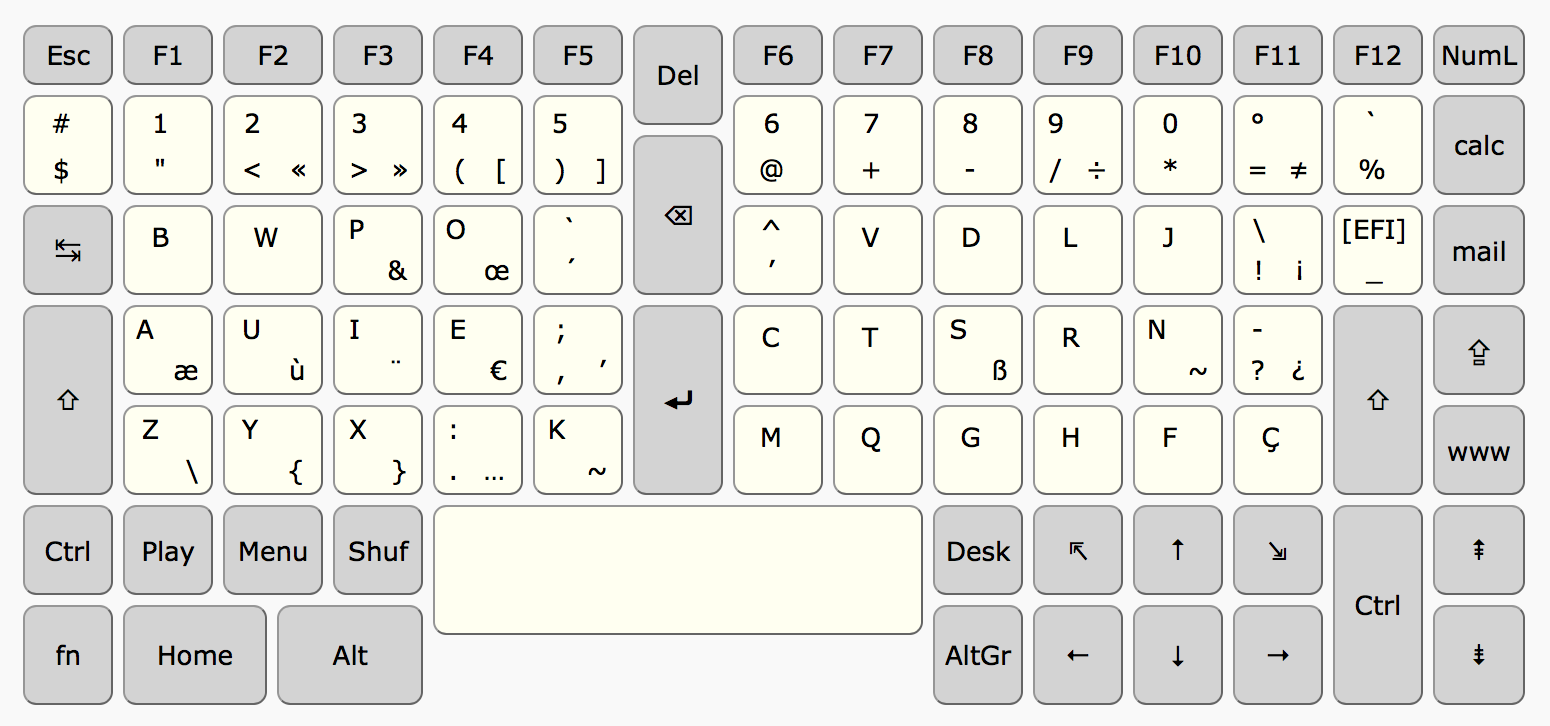 Esc F1 F2 F3 F4 F5 Del F6 F7 F8 F9 F10 F11 F12 NumL
# 1 2 3 4 5 6 7 8 9 0 ° ` calc
$ " < « > » ( [ ) ] @ + - / ÷ * = ≠ %
↹ B W P O ` ⌫ ^ V D L J \ [EFI] mail
& œ ´ ’ ! ¡ _
⇧ A U I E ; ↵ C T S R N - ⇧ ⇪
æ ù ¨ € , ’ ß ~ ? ¿
Z Y X : K M Q G H F Ç www
\ { } . … ~
Ctrl Play Menu Shuf Desk ⇱ ↑ ⇲ Ctrl ⇞
fn Home Alt AltGr ← ↓ → ⇟